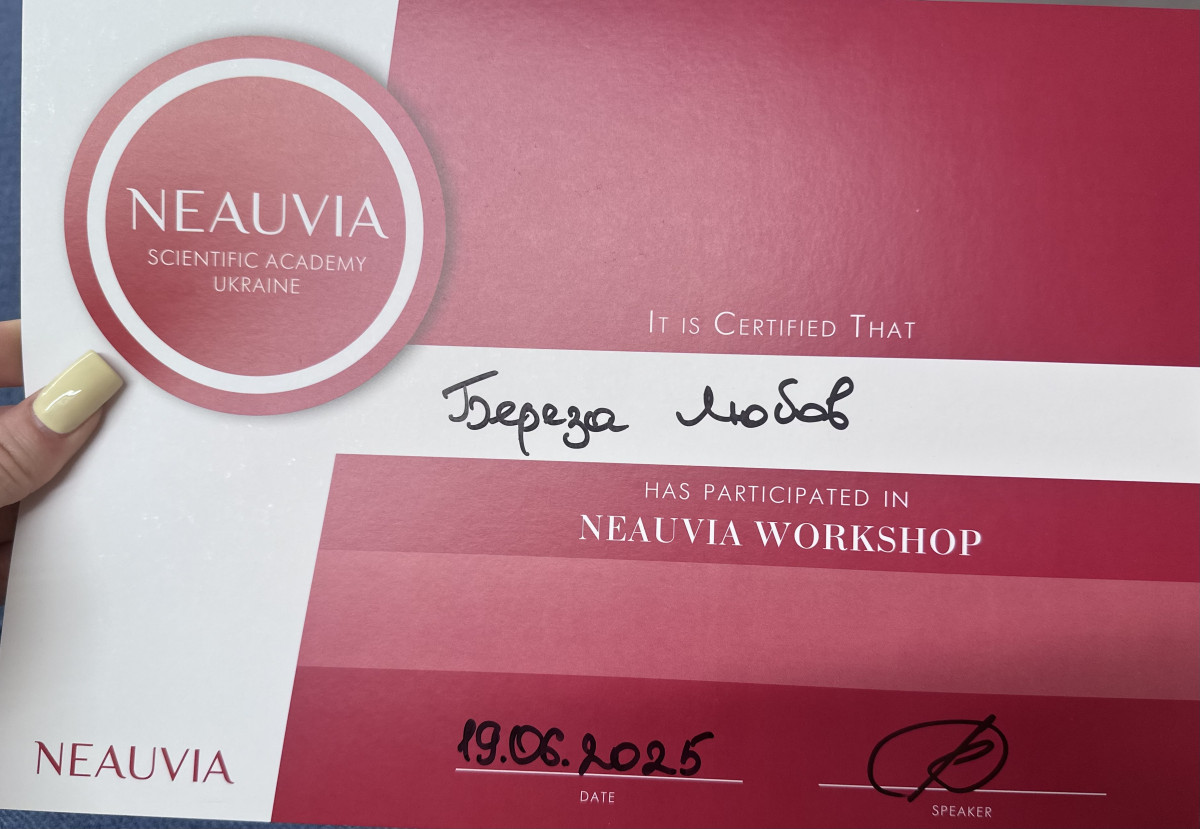 NEAUVIA
SCIENTIFIC ACADEMY
UKRAINE
IT IS CERTIFIED THAT
Береза Любов
HAS PARTICIPATED IN
NEAUVIA WORKSHOP
19.06.2025
DATE
SPEAKER
NEAUVIA